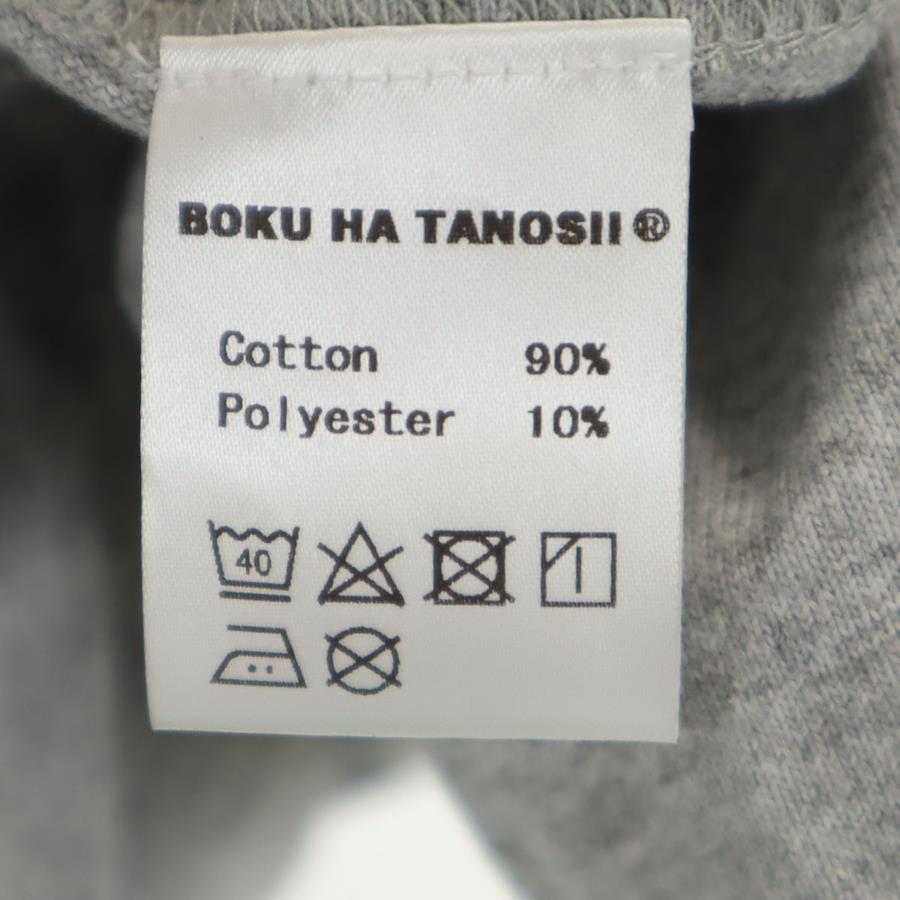 BOKU HA TANOSII®
Cotton 90%
Polyester 10%
40